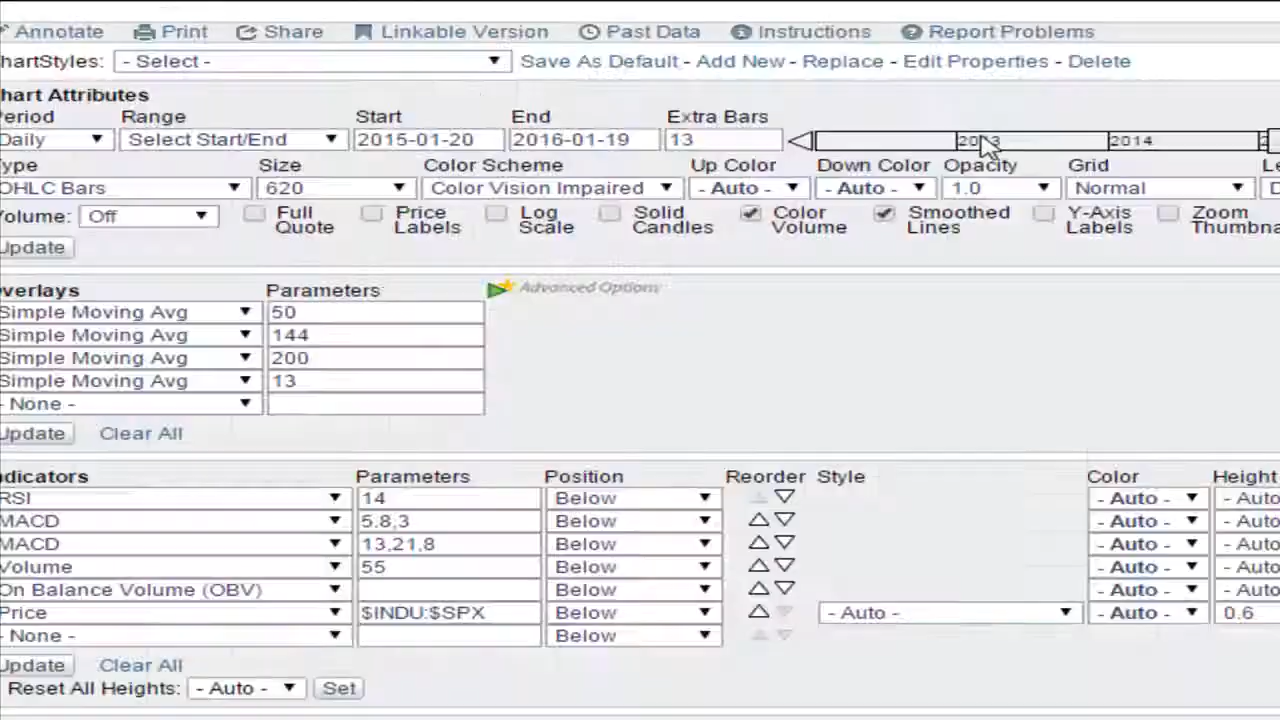 Annotate Print Share Linkable Version Past Data Instructions Report Problems
hartStyles: - Select - Save As Default - Add New - Replace - Edit Properties - Delete
hart Attributes
eriod Range Start End Extra Bars
Daily Select Start/End 2015-01-20 2016-01-19 13 2014
ype Size Color Scheme Up Color Down Color Opacity Grid Le
OHLC Bars 620 Color Vision Impaired - Auto - - Auto - 1.0 Normal D
olume: Off Full Quote Price Labels Log Scale Solid Candles Color Volume Smoothed Lines Y-Axis Labels Zoom Thumbna
Update
verlays Parameters Advanced Options
Simple Moving Avg 50
Simple Moving Avg 144
Simple Moving Avg 200
Simple Moving Avg 13
- None -
Update Clear All
dicators Parameters Position Reorder Style Color Height
RSI 14 Below - Auto - - Auto
MACD 5.8,3 Below - Auto - - Auto
MACD 13,21,8 Below - Auto - - Auto
Volume 55 Below - Auto - - Auto
On Balance Volume (OBV) Below - Auto - - Auto
Price $INDU:$SPX Below - Auto - - Auto - 0.6
- None - Below
Update Clear All
Reset All Heights: - Auto - Set